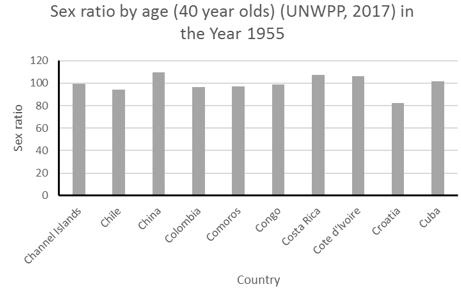 Sex ratio by age (40 year olds) (UNWPP, 2017) in
the Year 1955
120
100
80
60
40
20
0
Sex ratio
Channel Islands
Chile
China
Colombia
Comoros
Congo
Costa Rica
Cote d'Ivoire
Croatia
Cuba
Country